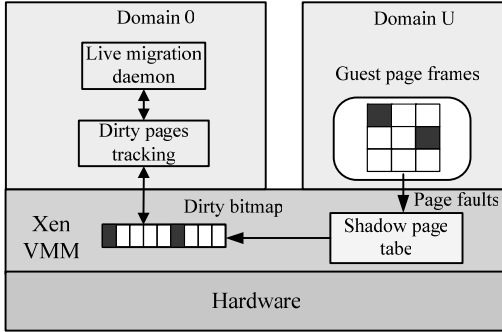 Domain 0
Domain U
Live migration
daemon
Guest page frames
Dirty pages
tracking
Page faults
Dirty bitmap
Xen
VMM
Shadow page
tabe
Hardware